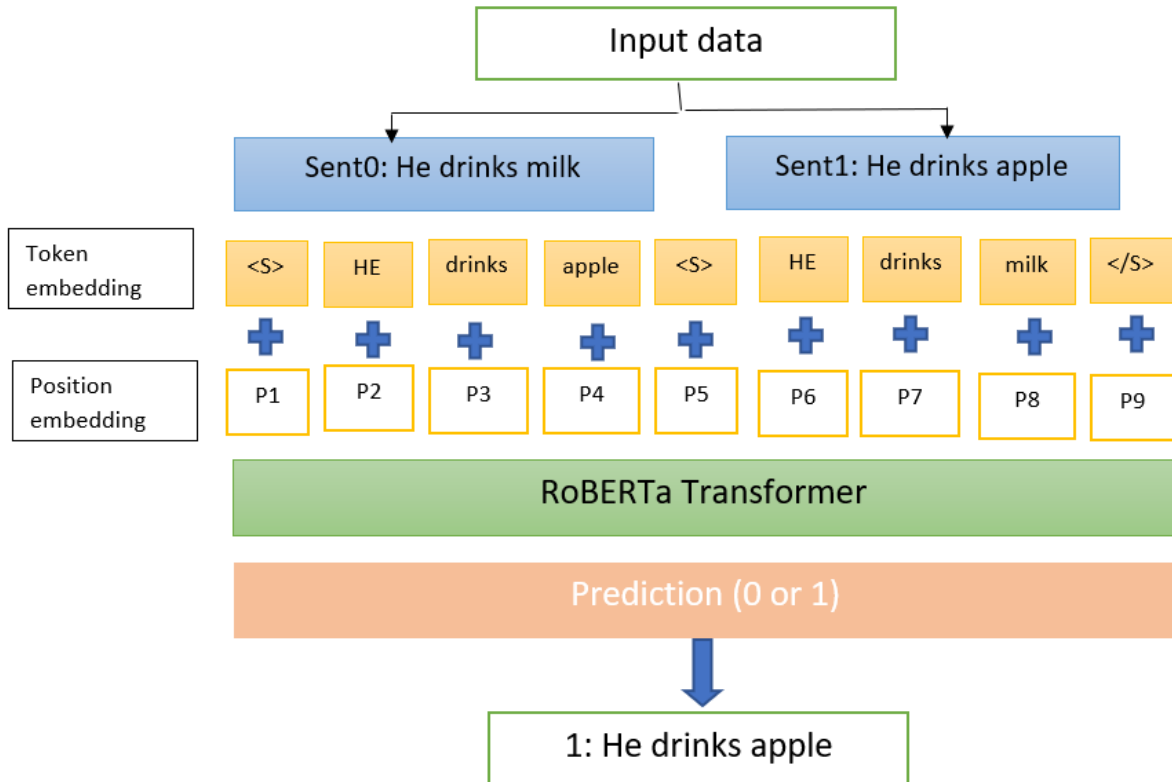 Input data
Sent0: He drinks milk
Sent1: He drinks apple
Token
embedding
<S> HE drinks apple <S> HE drinks milk </S>
Position
embedding
P1 P2 P3 P4 P5 P6 P7 P8 P9
RoBERTa Transformer
Prediction (0 or 1)
1: He drinks apple